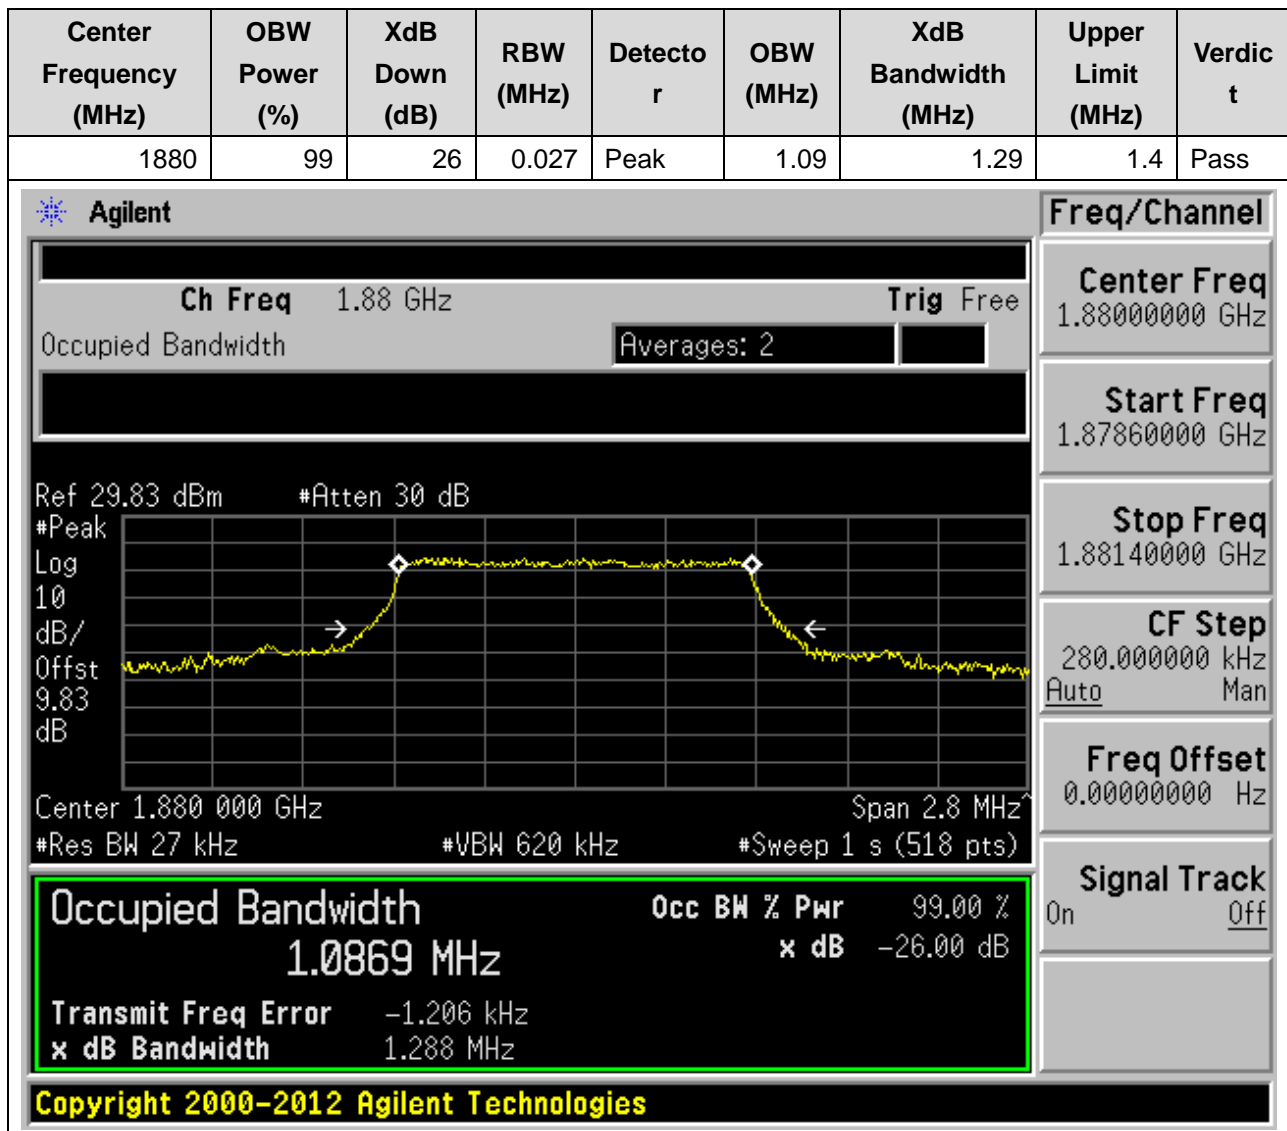 Center Frequency (MHz) OBW Power (%) XdB Down (dB) RBW (MHz) Detecto r OBW (MHz) XdB Bandwidth (MHz) Upper Limit (MHz) Verdic t
1880 99 26 0.027 Peak 1.09 1.29 1.4 Pass
Agilent
Freq/Channel
Ch Freq 1.88 GHz Trig Free
Occupied Bandwidth Averages: 2
Center Freq
1.88000000 GHz
Start Freq
1.87860000 GHz
Stop Freq
1.88140000 GHz
CF Step
280.000000 kHz
Auto Man
Freq Offset
0.00000000 Hz
Signal Track
On Off
Ref 29.83 dBm #Atten 30 dB
#Peak
Log
10
dB/
Offst
9.83
dB
Center 1.880 000 GHz Span 2.8 MHz^
#Res BW 27 kHz #VBW 620 kHz #Sweep 1 s (518 pts)
Occupied Bandwidth
1.0869 MHz
Occ BW % Pwr 99.00 %
x dB -26.00 dB
Transmit Freq Error -1.206 kHz
x dB Bandwidth 1.288 MHz
Copyright 2000-2012 Agilent Technologies